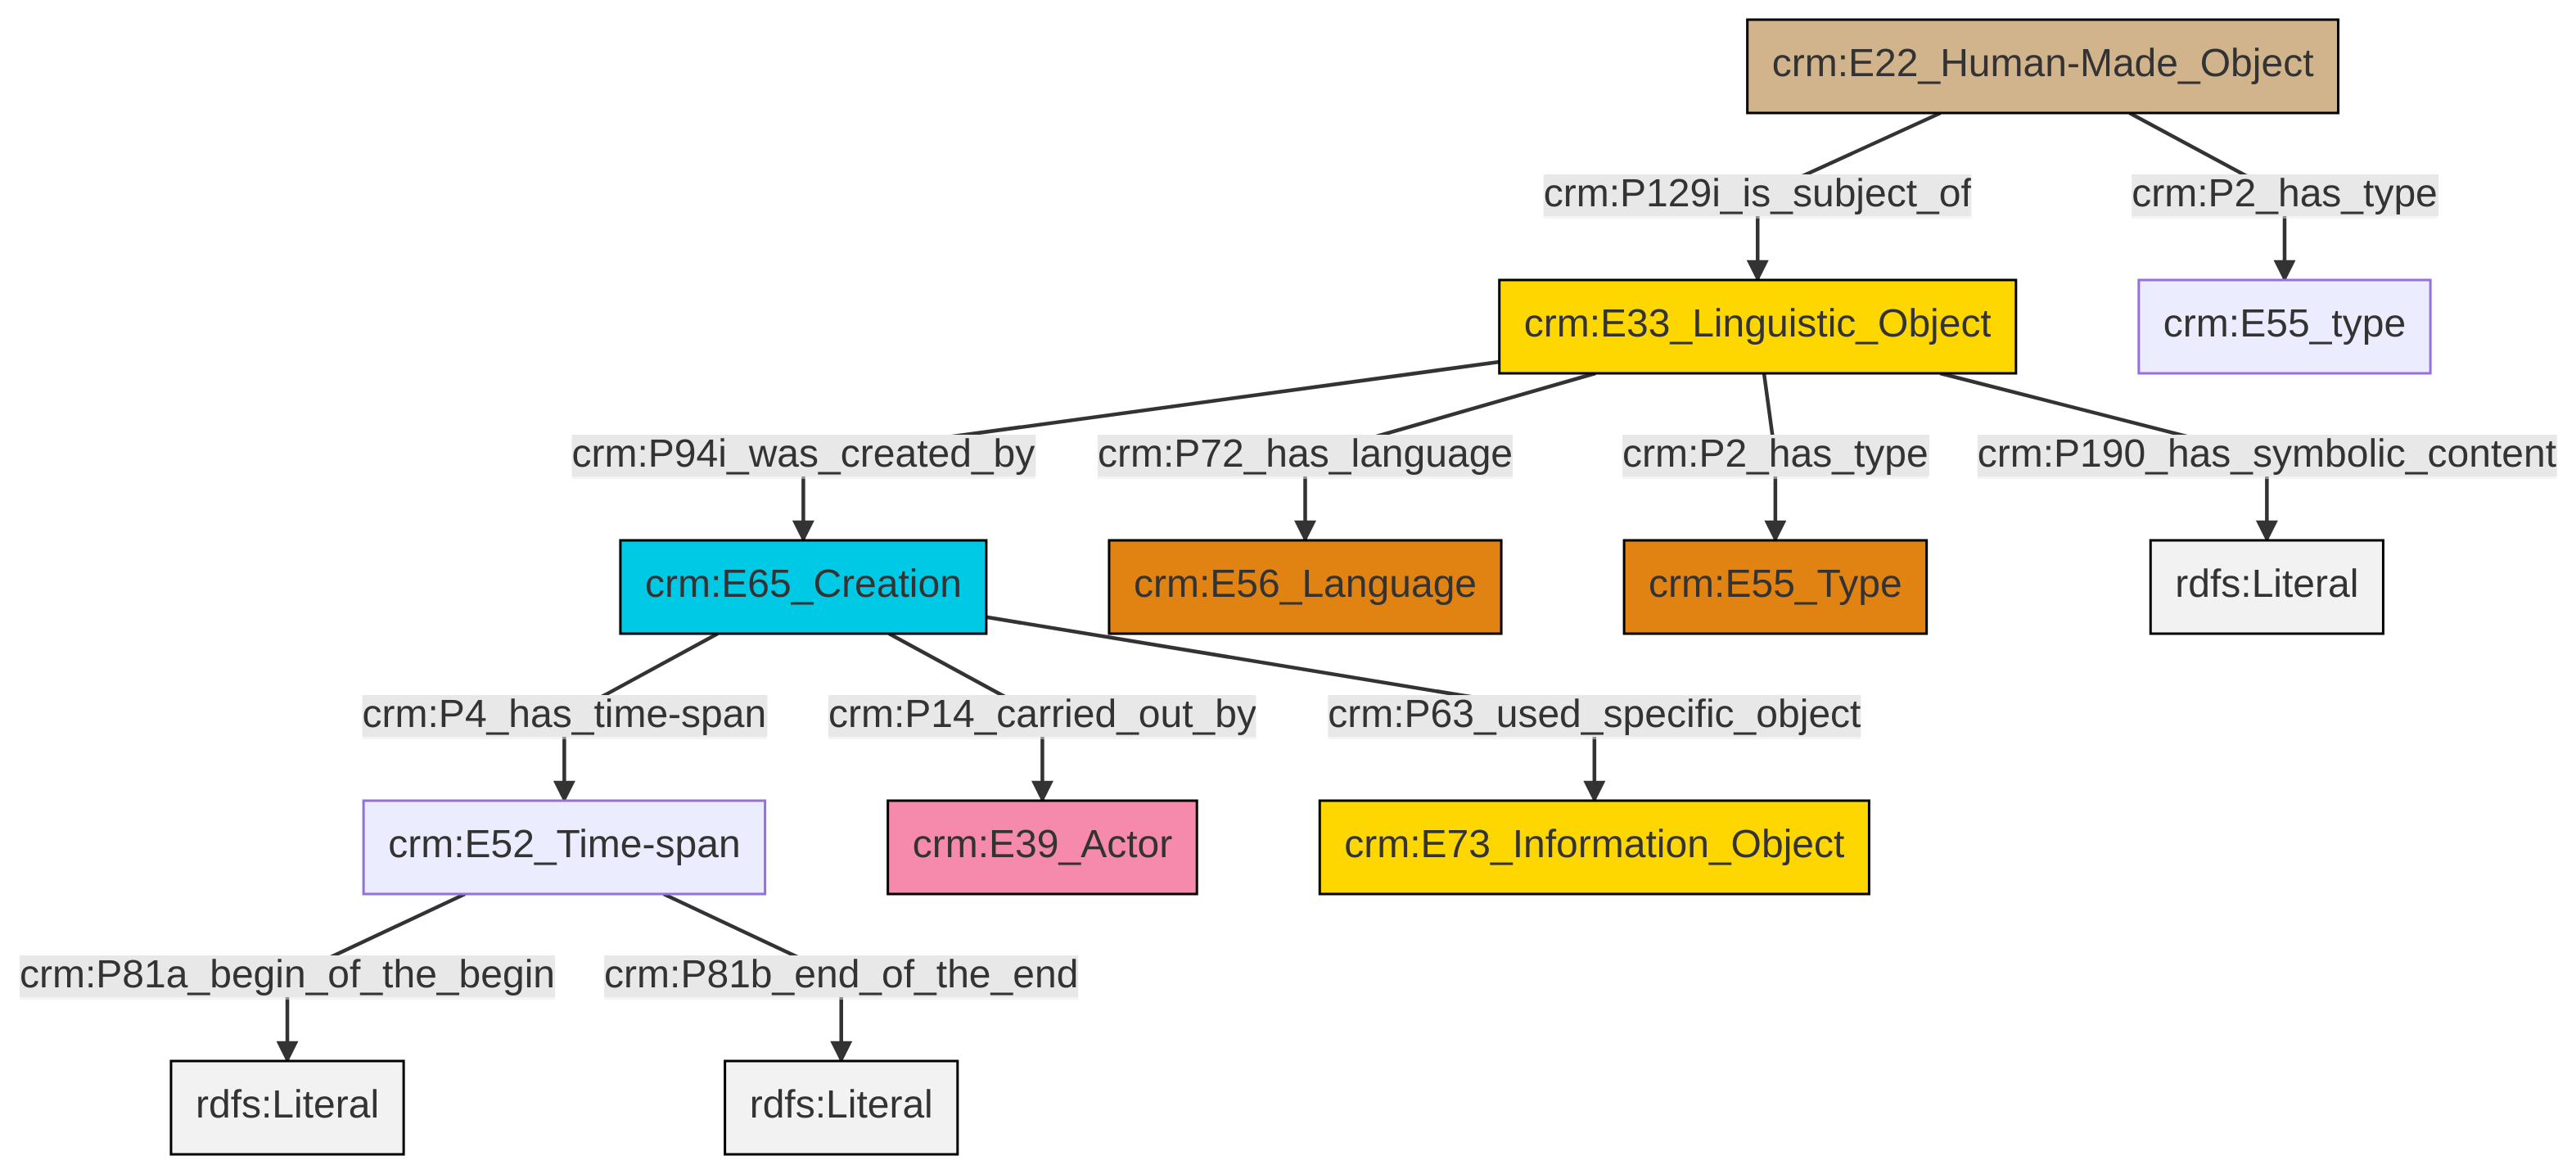 crm:E22_Human-Made_Object
crm:P129i_is_subject_of
crm:P2_has_type
crm:E33_Linguistic_Object
crm:E55_type
crm:P94i_was_created_by
crm:P72_has_language
crm:P2_has_type
crm:P190_has_symbolic_content
crm:E65_Creation
crm:E56_Language
crm:E55_Type
rdfs:Literal
crm:P4_has_time-span
crm:P14_carried_out_by
crm:P63_used_specific_object
crm:E52_Time-span
crm:E39_Actor
crm:E73_Information_Object
crm:P81a_begin_of_the_begin
crm:P81b_end_of_the_end
rdfs:Literal
rdfs:Literal